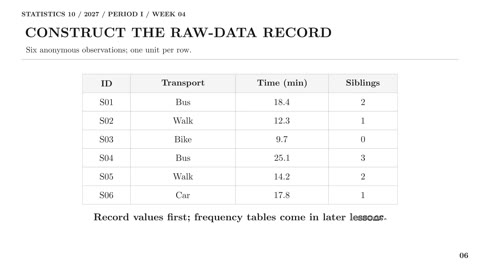 STATISTICS 10 / 2027 / PERIOD I / WEEK 04
CONSTRUCT THE RAW-DATA RECORD
Six anonymous observations; one unit per row.
ID Transport Time (min) Siblings
S01 Bus 18.4 2
S02 Walk 12.3 1
S03 Bike 9.7 0
S04 Bus 25.1 3
S05 Walk 14.2 2
S06 Car 17.8 1
Record values first; frequency tables come in later
06